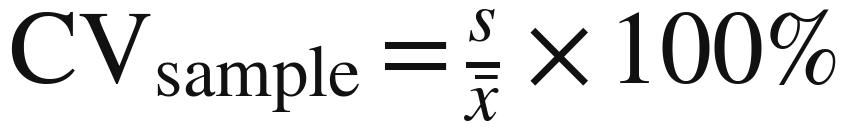 CV_sample = s/x̄ × 100%